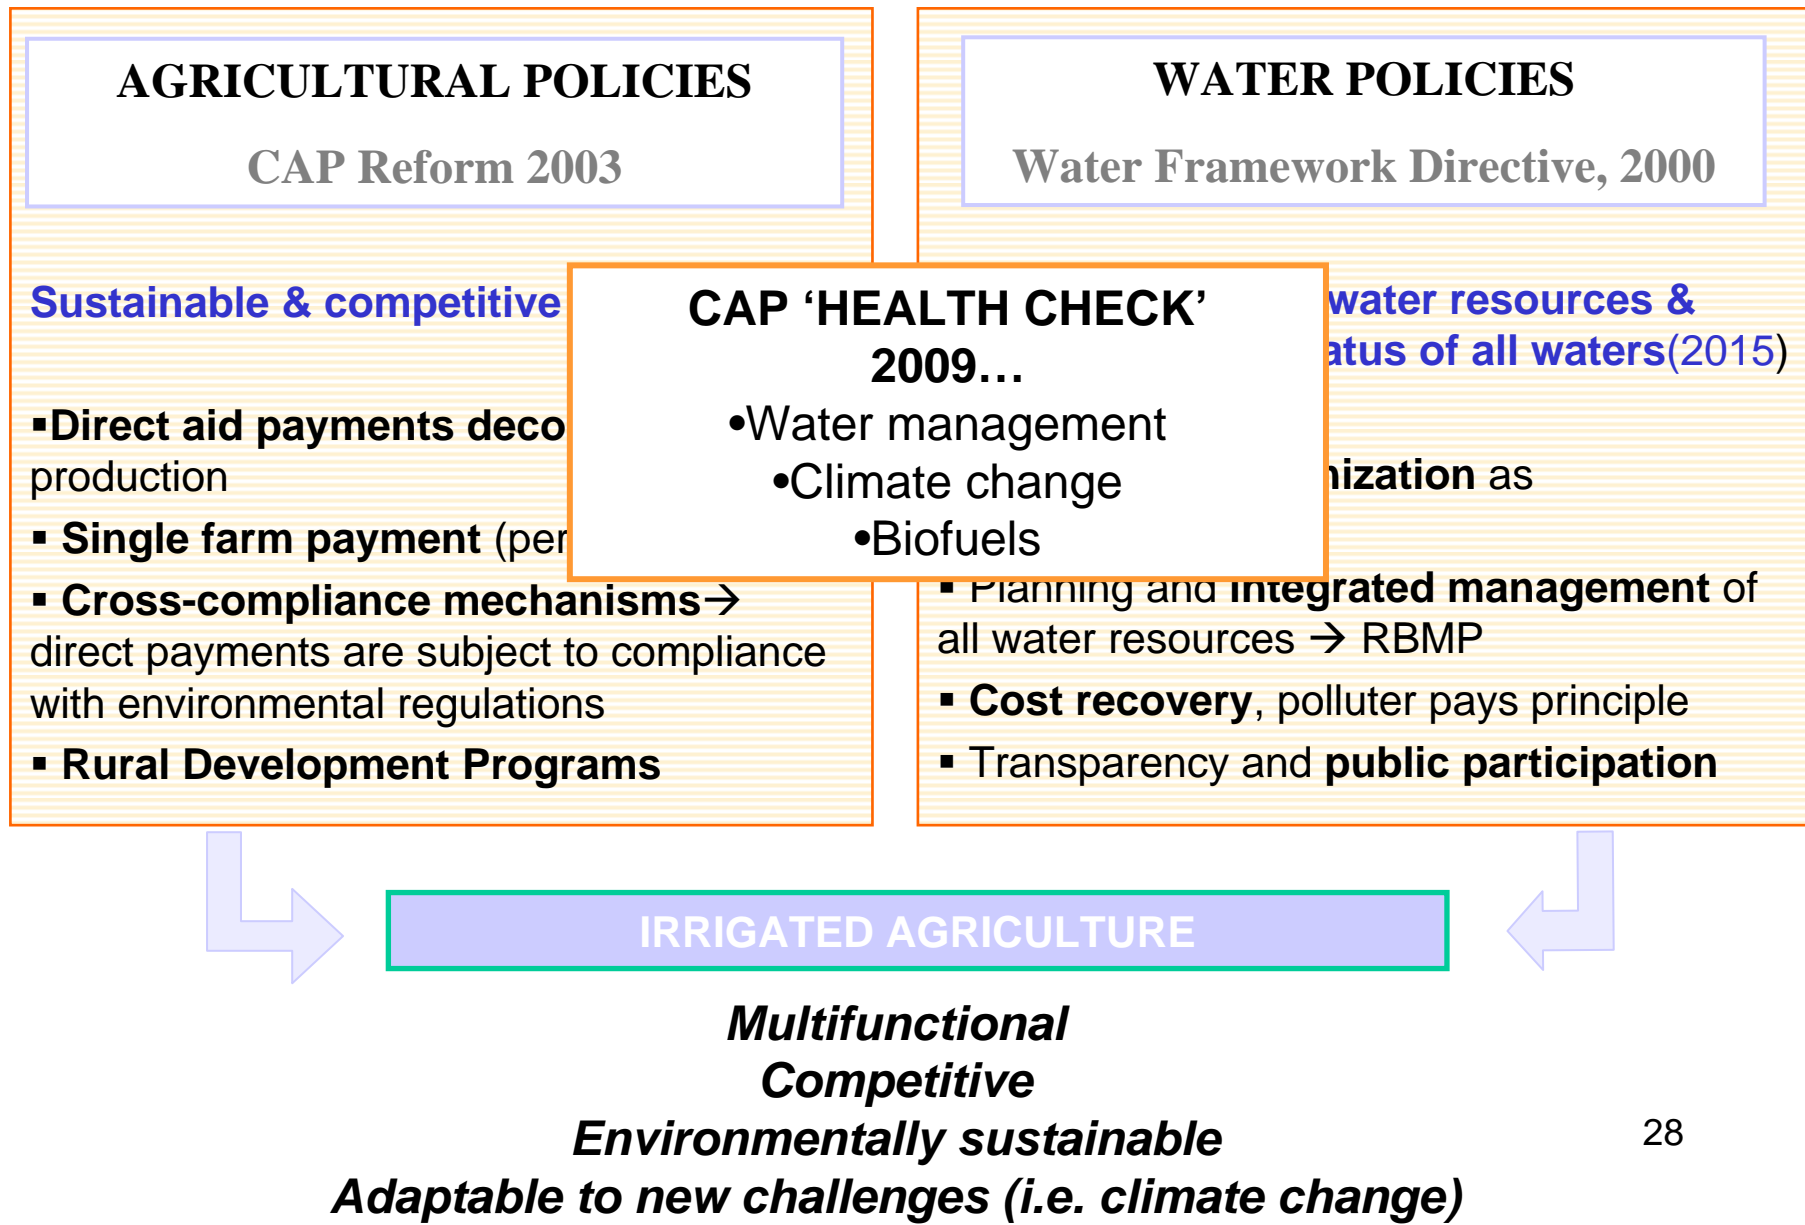 AGRICULTURAL POLICIES
CAP Reform 2003
Sustainable & competitive
▪Direct aid payments deco
production
▪ Single farm payment (per
▪ Cross-compliance mechanisms→
direct payments are subject to compliance
with environmental regulations
▪ Rural Development Programs
WATER POLICIES
Water Framework Directive, 2000
water resources &
atus of all waters(2015)
nization as
▪ Planning and integrated management of
all water resources → RBMP
▪ Cost recovery, polluter pays principle
▪ Transparency and public participation
CAP ‘HEALTH CHECK’
2009…
•Water management
•Climate change
•Biofuels
IRRIGATED AGRICULTURE
Multifunctional
Competitive
Environmentally sustainable
Adaptable to new challenges (i.e. climate change)
28